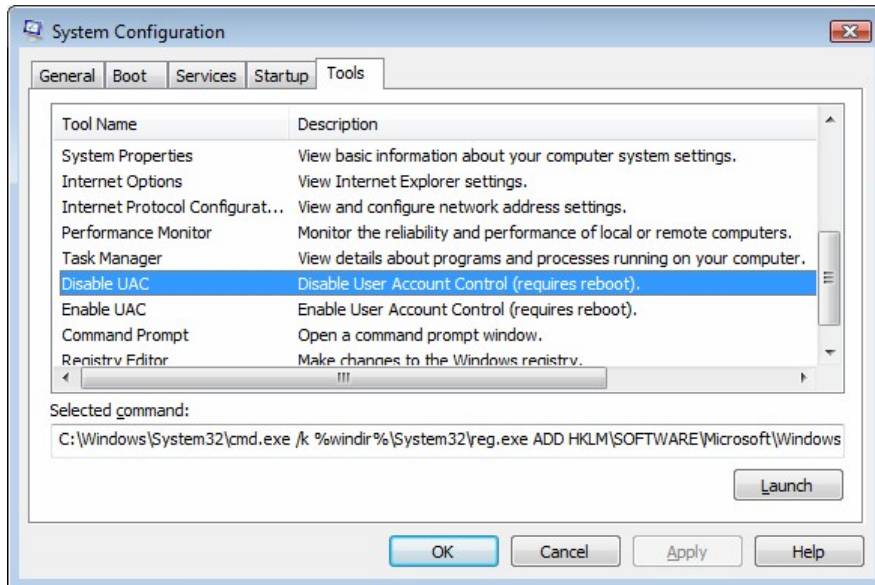 System Configuration
General Boot Services Startup Tools
Tool Name Description
System Properties View basic information about your computer system settings.
Internet Options View Internet Explorer settings.
Internet Protocol Configurat... View and configure network address settings.
Performance Monitor Monitor the reliability and performance of local or remote computers.
Task Manager View details about programs and processes running on your computer.
Disable UAC Disable User Account Control (requires reboot).
Enable UAC Enable User Account Control (requires reboot).
Command Prompt Open a command prompt window.
Registry Editor Make changes to the Windows registry.
Selected command:
C:\Windows\System32\cmd.exe /k %windir%\System32\reg.exe ADD HKLM\SOFTWARE\Microsoft\Windows
Launch
OK Cancel Apply Help